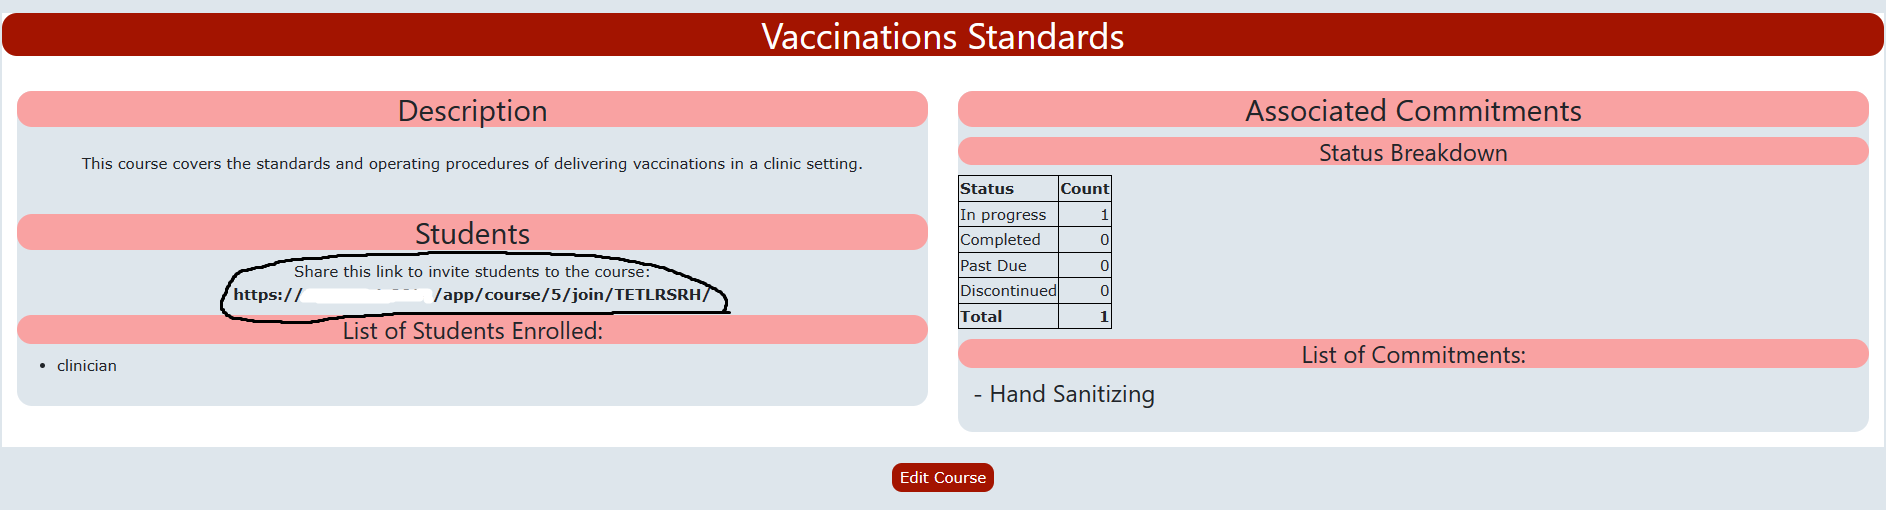 Vaccinations Standards
Description
This course covers the standards and operating procedures of delivering vaccinations in a clinic setting.
Students
Share this link to invite students to the course:
https:// /app/course/5/join/TETLRSRH/
List of Students Enrolled:
• clinician
Associated Commitments
Status Breakdown
Status Count
In progress 1
Completed 0
Past Due 0
Discontinued 0
Total 1
List of Commitments:
- Hand Sanitizing
Edit Course